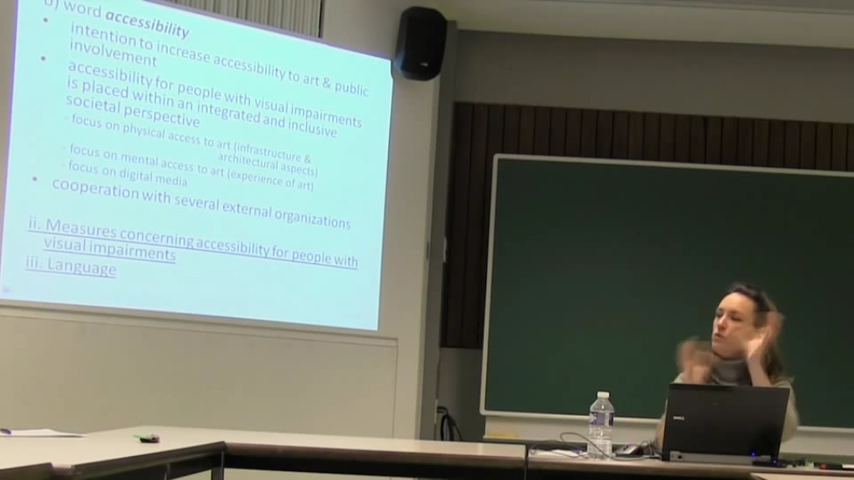 b) word accessibility
• intention to increase accessibility to art & public
involvement
• accessibility for people with visual impairments
is placed within an integrated and inclusive
societal perspective
- focus on physical access to art (infrastructure &
architectural aspects)
- focus on mental access to art (experience of art)
- focus on digital media
• cooperation with several external organizations
ii. Measures concerning accessibility for people with
visual impairments
iii. Language
DELL